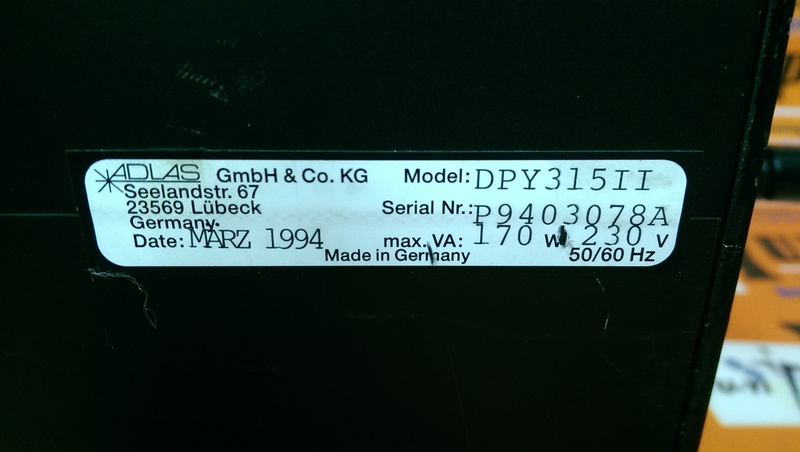 ADLAS GmbH & Co. KG Model: DPY315II
Seelandstr. 67
23569 Lübeck Serial Nr.: P9403078A
Germany
Date: MÄRZ 1994 max. VA: 170 W 230 V
Made in Germany 50/60 Hz